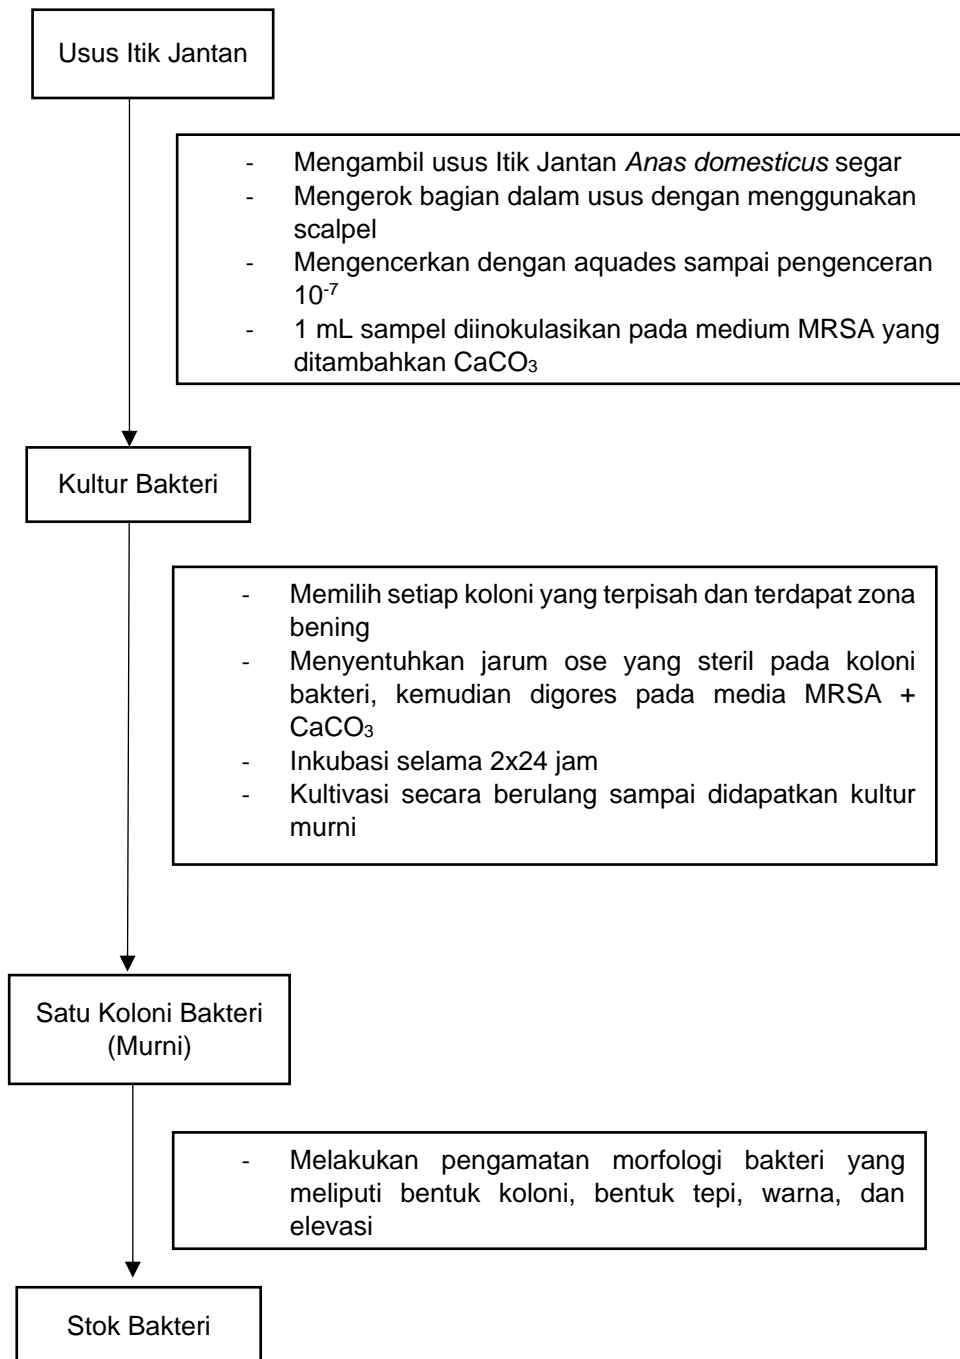 Usus Itik Jantan
- Mengambil usus Itik Jantan Anas domesticus segar
- Mengerok bagian dalam usus dengan menggunakan
scalpel
- Mengencerkan dengan aquades sampai pengenceran
10⁻⁷
- 1 mL sampel diinokulasikan pada medium MRSA yang
ditambahkan CaCO₃
Kultur Bakteri
- Memilih setiap koloni yang terpisah dan terdapat zona
bening
- Menyentuhkan jarum ose yang steril pada koloni
bakteri, kemudian digores pada media MRSA +
CaCO₃
- Inkubasi selama 2x24 jam
- Kultivasi secara berulang sampai didapatkan kultur
murni
Satu Koloni Bakteri
(Murni)
- Melakukan pengamatan morfologi bakteri yang
meliputi bentuk koloni, bentuk tepi, warna, dan
elevasi
Stok Bakteri